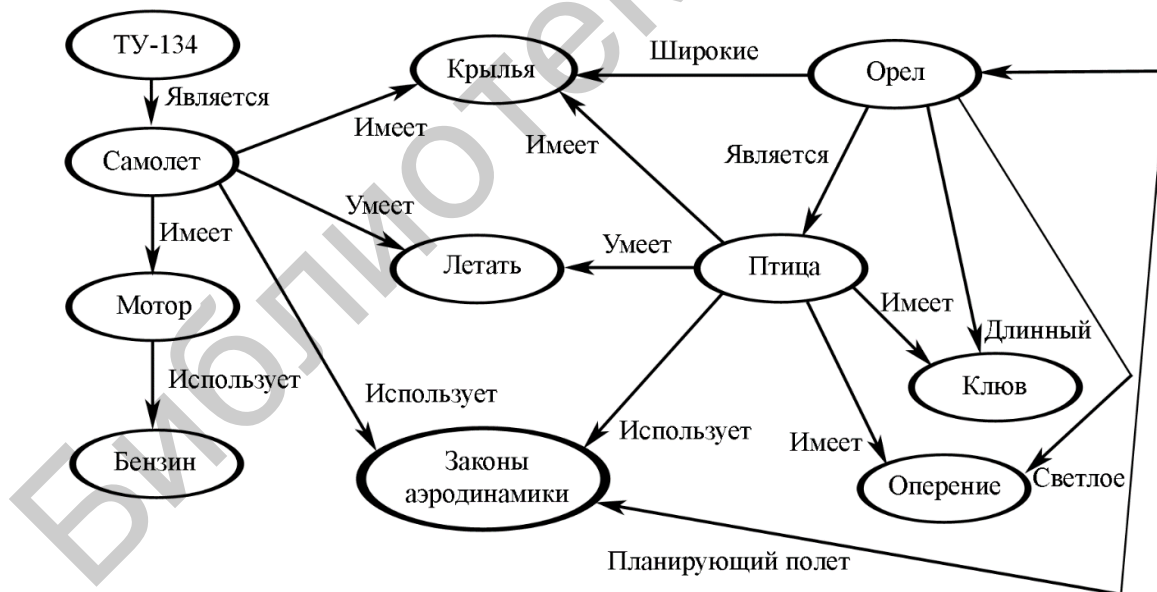 ТУ-134
Является
Самолет
Имеет
Мотор
Использует
Бензин
Крылья
Имеет
Умеет
Летать
Использует
Законы
аэродинамики
Широкие
Орел
Имеет
Является
Умеет
Птица
Имеет
Длинный
Клюв
Использует
Имеет
Оперение
Светлое
Планирующий полет